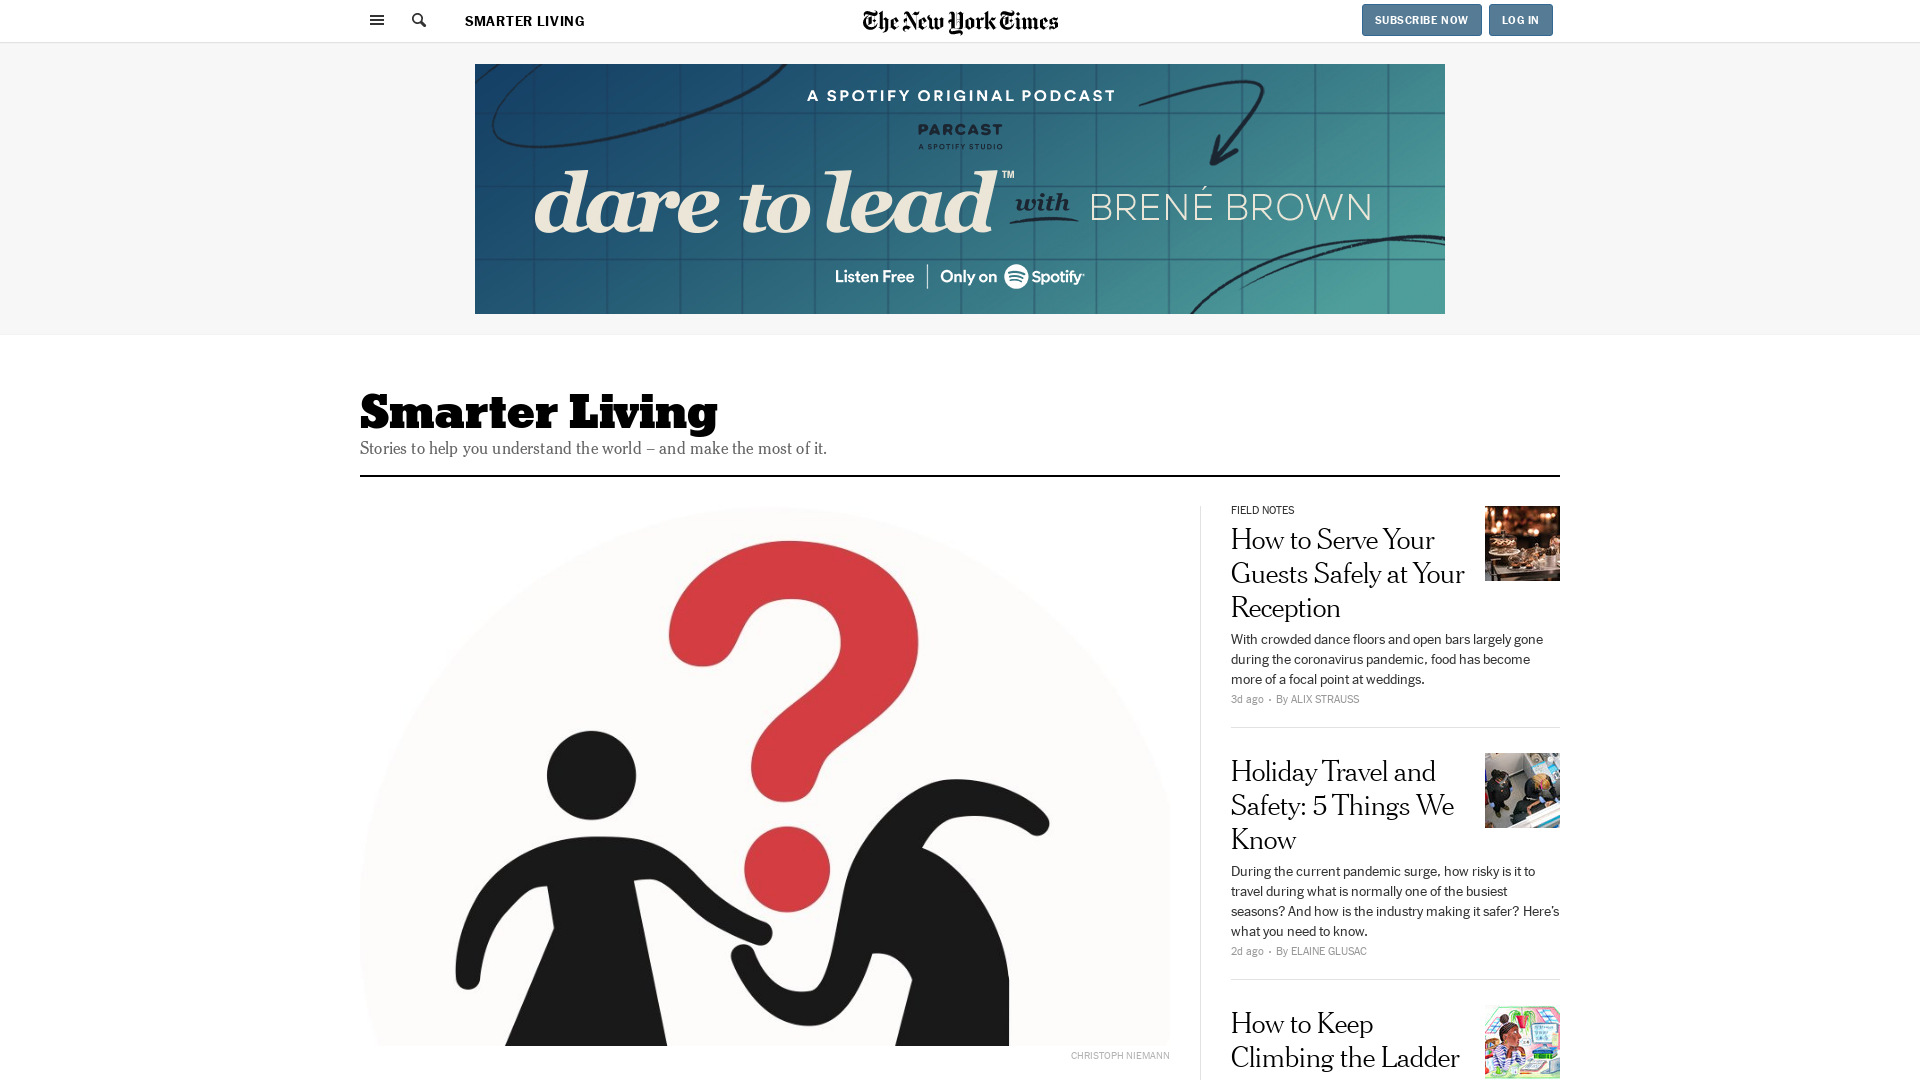 SMARTER LIVING
The New York Times
SUBSCRIBE NOW
LOG IN
A SPOTIFY ORIGINAL PODCAST
PARCAST
A SPOTIFY STUDIO
dare to lead™ with BRENÉ BROWN
Listen Free | Only on Spotify
Smarter Living
Stories to help you understand the world – and make the most of it.
CHRISTOPH NIEMANN
FIELD NOTES
How to Serve Your
Guests Safely at Your
Reception
With crowded dance floors and open bars largely gone
during the coronavirus pandemic, food has become
more of a focal point at weddings.
3d ago • By ALIX STRAUSS
Holiday Travel and
Safety: 5 Things We
Know
During the current pandemic surge, how risky is it to
travel during what is normally one of the busiest
seasons? And how is the industry making it safer? Here’s
what you need to know.
2d ago • By ELAINE GLUSAC
How to Keep
Climbing the Ladder